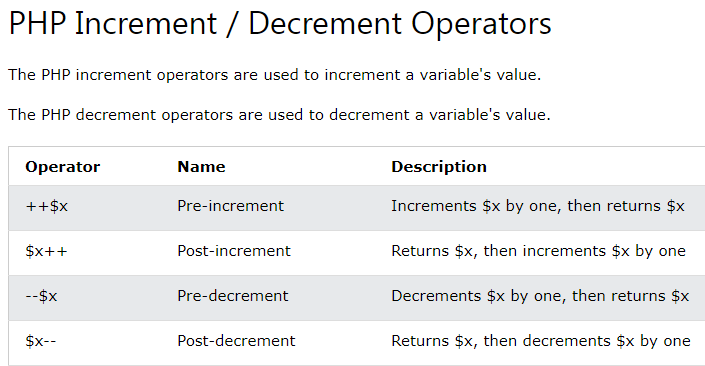 PHP Increment / Decrement Operators
The PHP increment operators are used to increment a variable's value.
The PHP decrement operators are used to decrement a variable's value.
Operator Name Description
++$x Pre-increment Increments $x by one, then returns $x
$x++ Post-increment Returns $x, then increments $x by one
--$x Pre-decrement Decrements $x by one, then returns $x
$x-- Post-decrement Returns $x, then decrements $x by one